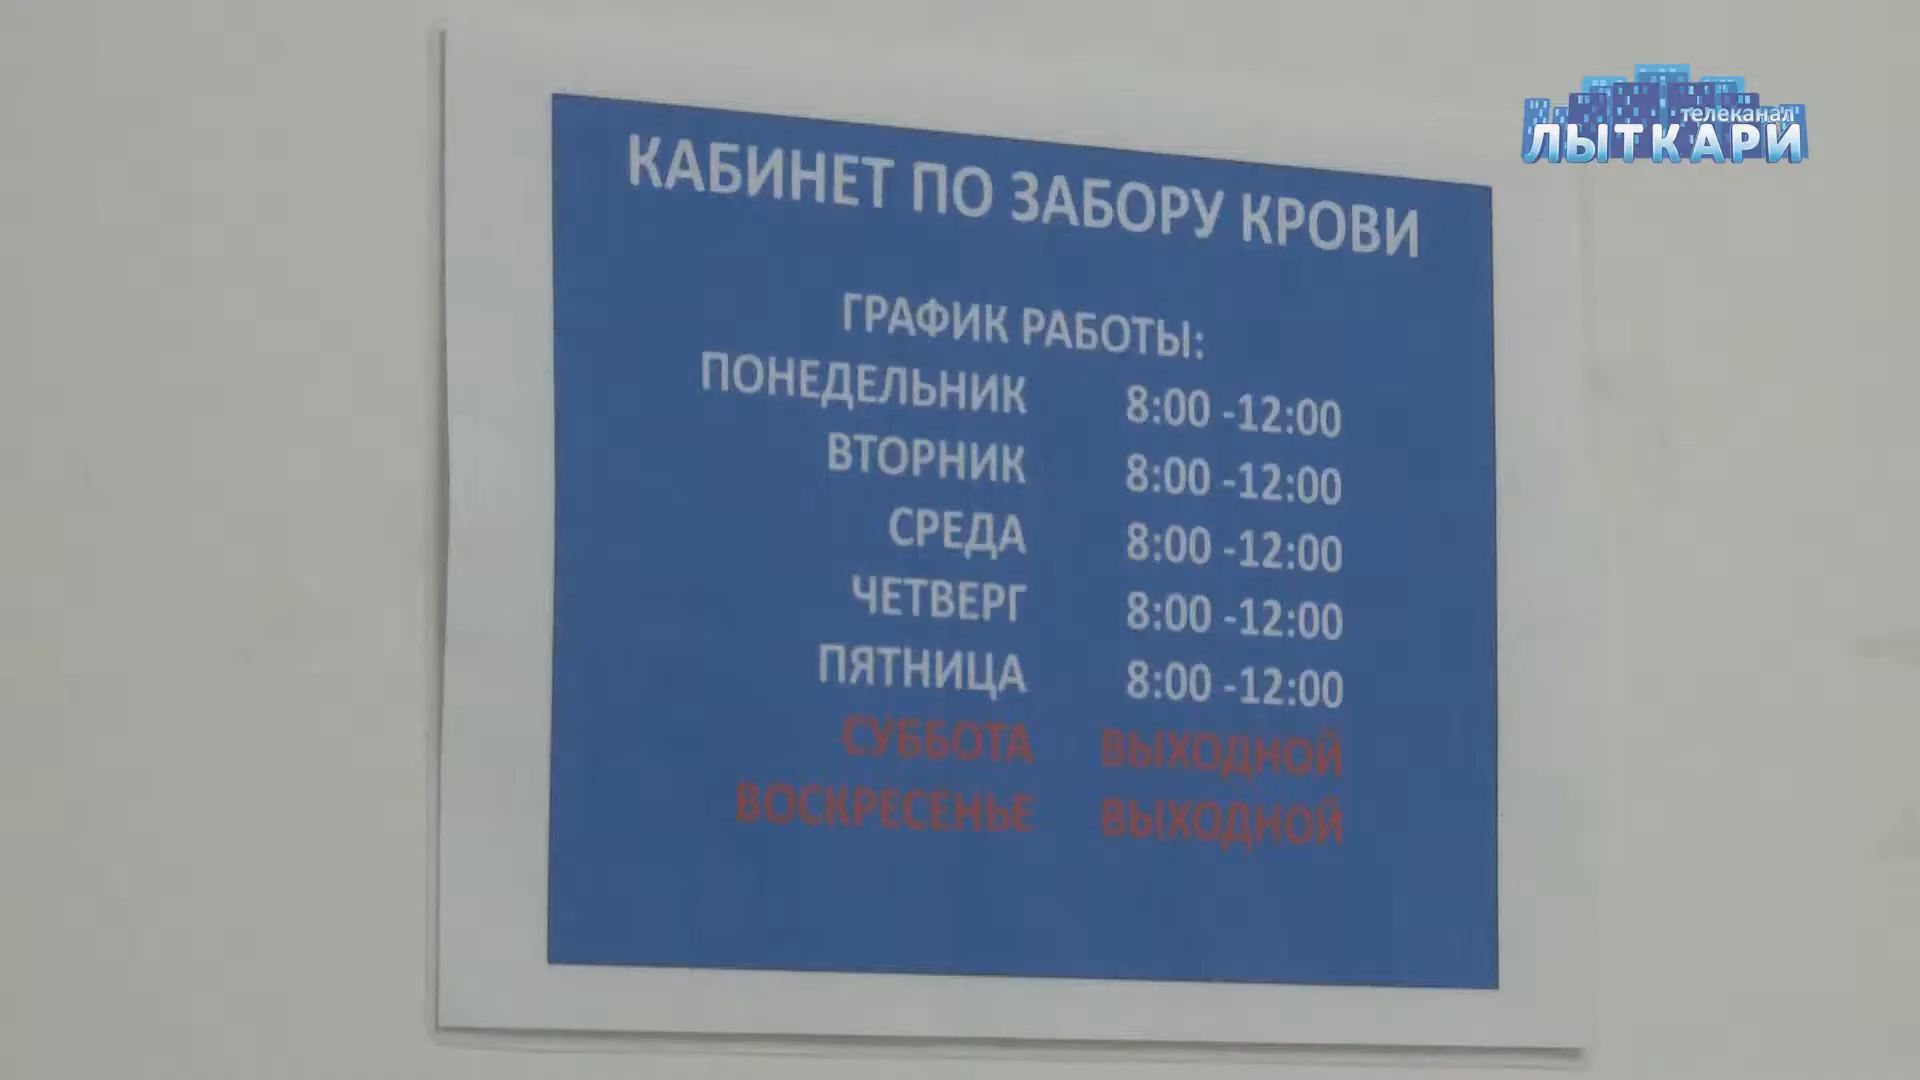 телеканал
ЛЫТКАРИ
КАБИНЕТ ПО ЗАБОРУ КРОВИ
ГРАФИК РАБОТЫ:
ПОНЕДЕЛЬНИК 8:00 -12:00
ВТОРНИК 8:00 -12:00
СРЕДА 8:00 -12:00
ЧЕТВЕРГ 8:00 -12:00
ПЯТНИЦА 8:00 -12:00
СУББОТА ВЫХОДНОЙ
ВОСКРЕСЕНЬЕ ВЫХОДНОЙ